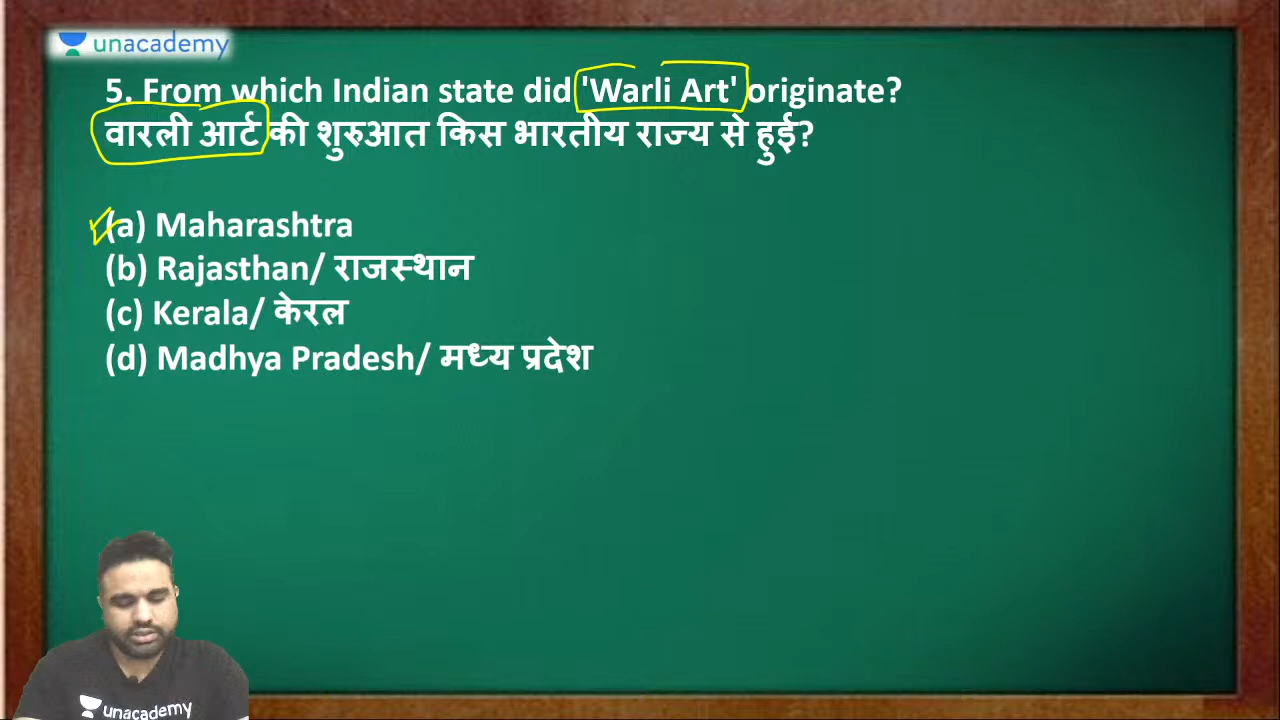 unacademy
5. From which Indian state did 'Warli Art' originate?
वारली आर्ट की शुरुआत किस भारतीय राज्य से हुई?
(a) Maharashtra
(b) Rajasthan/ राजस्थान
(c) Kerala/ केरल
(d) Madhya Pradesh/ मध्य प्रदेश
unacademy